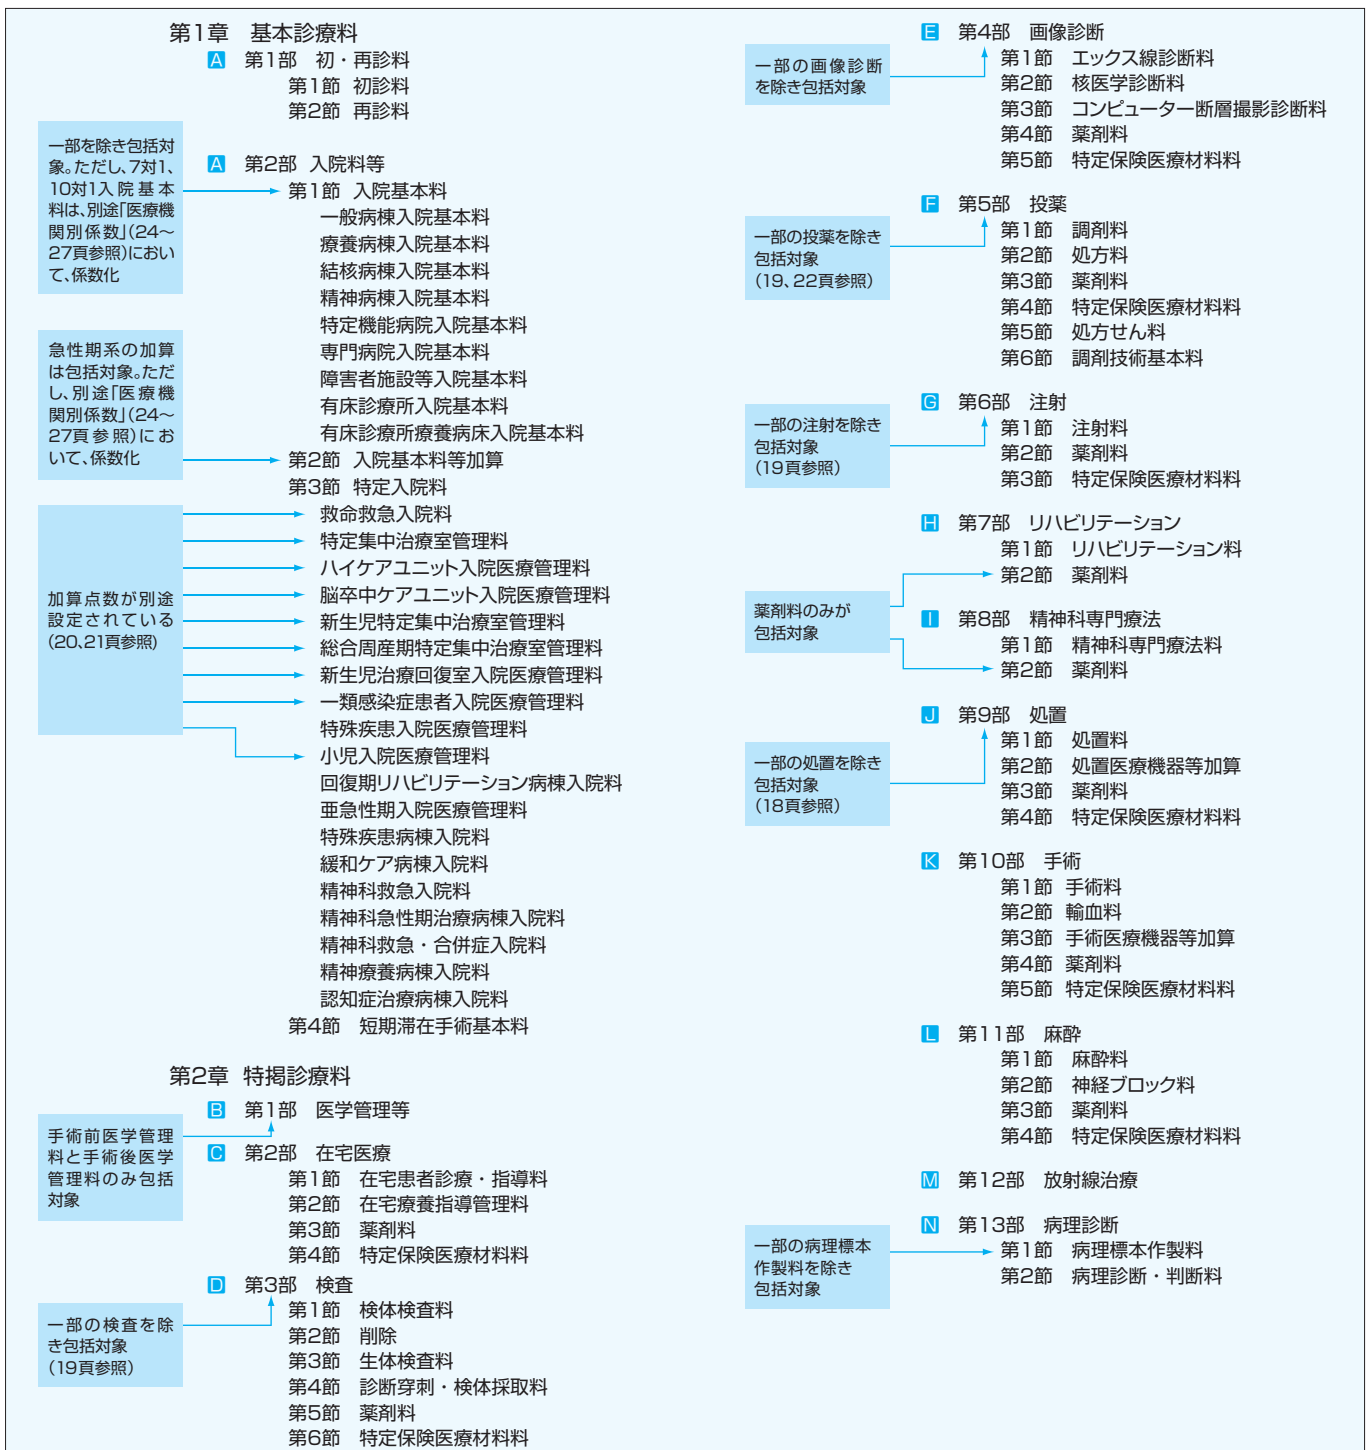 第1章 基本診療料
A 第1部 初・再診料
第1節 初診料
第2節 再診料
一部を除き包括対
象。ただし、7対1、
10対1入院基本
料は、別途「医療機
関別係数」(24〜
27頁参照)におい
て、係数化
A 第2部 入院料等
第1節 入院基本料
一般病棟入院基本料
療養病棟入院基本料
結核病棟入院基本料
精神病棟入院基本料
特定機能病院入院基本料
専門病院入院基本料
障害者施設等入院基本料
有床診療所入院基本料
有床診療所療養病床入院基本料
急性期系の加算
は包括対象。ただ
し、別途「医療機
関別係数」(24〜
27頁参照)にお
いて、係数化
第2節 入院基本料等加算
第3節 特定入院料
加算点数が別途
設定されている
(20、21頁参照)
救命救急入院料
特定集中治療室管理料
ハイケアユニット入院医療管理料
脳卒中ケアユニット入院医療管理料
新生児特定集中治療室管理料
総合周産期特定集中治療室管理料
新生児治療回復室入院医療管理料
一類感染症患者入院医療管理料
特殊疾患入院医療管理料
小児入院医療管理料
回復期リハビリテーション病棟入院料
亜急性期入院医療管理料
特殊疾患病棟入院料
緩和ケア病棟入院料
精神科救急入院料
精神科急性期治療病棟入院料
精神科救急・合併症入院料
精神療養病棟入院料
認知症治療病棟入院料
第4節 短期滞在手術基本料
第2章 特掲診療料
B 第1部 医学管理等
手術前医学管理
料と手術後医学
管理料のみ包括
対象
C 第2部 在宅医療
第1節 在宅患者診療・指導料
第2節 在宅療養指導管理料
第3節 薬剤料
第4節 特定保険医療材料料
D 第3部 検査
一部の検査を除
き包括対象
(19頁参照)
第1節 検体検査料
第2節 削除
第3節 生体検査料
第4節 診断穿刺・検体採取料
第5節 薬剤料
第6節 特定保険医療材料料
E 第4部 画像診断
一部の画像診断
を除き包括対象
第1節 エックス線診断料
第2節 核医学診断料
第3節 コンピューター断層撮影診断料
第4節 薬剤料
第5節 特定保険医療材料料
F 第5部 投薬
一部の投薬を除き
包括対象
(19、22頁参照)
第1節 調剤料
第2節 処方料
第3節 薬剤料
第4節 特定保険医療材料料
第5節 処方せん料
第6節 調剤技術基本料
G 第6部 注射
一部の注射を除き
包括対象
(19頁参照)
第1節 注射料
第2節 薬剤料
第3節 特定保険医療材料料
H 第7部 リハビリテーション
第1節 リハビリテーション料
第2節 薬剤料
薬剤料のみが
包括対象
I 第8部 精神科専門療法
第1節 精神科専門療法料
第2節 薬剤料
J 第9部 処置
一部の処置を除き
包括対象
(18頁参照)
第1節 処置料
第2節 処置医療機器等加算
第3節 薬剤料
第4節 特定保険医療材料料
K 第10部 手術
第1節 手術料
第2節 輸血料
第3節 手術医療機器等加算
第4節 薬剤料
第5節 特定保険医療材料料
L 第11部 麻酔
第1節 麻酔料
第2節 神経ブロック料
第3節 薬剤料
第4節 特定保険医療材料料
M 第12部 放射線治療
N 第13部 病理診断
一部の病理標本
作製料を除き
包括対象
第1節 病理標本作製料
第2節 病理診断・判断料